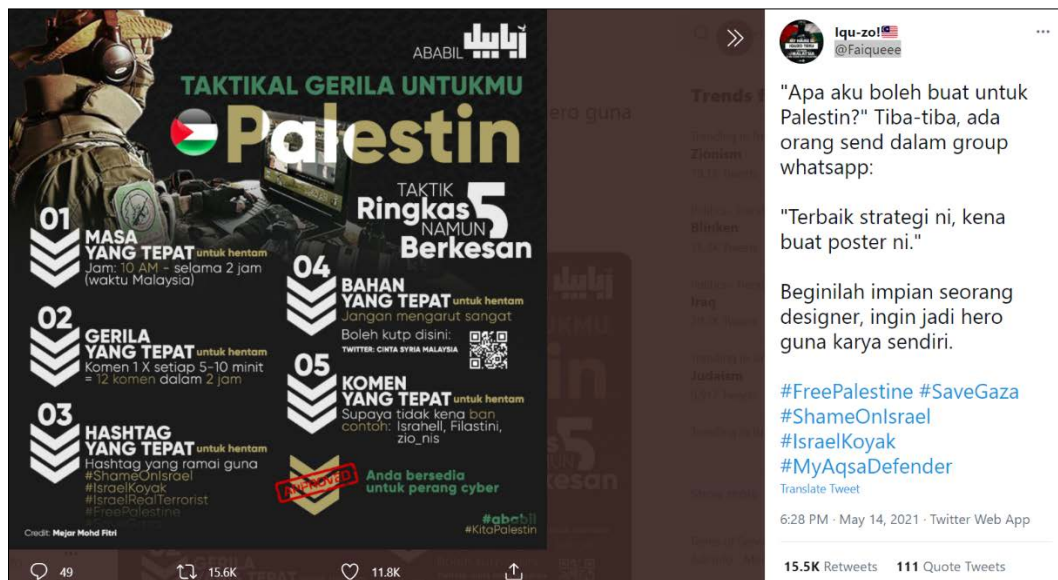 ABABIL أبابيل
TAKTIKAL GERILA UNTUKMU
Palestin
TAKTIK
Ringkas 5
NAMUN
Berkesan
01
MASA
YANG TEPAT untuk hentam
Jam: 10 AM - selama 2 jam
(waktu Malaysia)
02
GERILA
YANG TEPAT untuk hentam
Komen 1 X setiap 5-10 minit
= 12 komen dalam 2 jam
03
HASHTAG
YANG TEPAT untuk hentam
Hashtag yang ramai guna
#ShameOnIsrael
#IsraelKoyak
#IsraelRealTerrorist
#FreePalestine
#SaveGaza
04
BAHAN
YANG TEPAT untuk hentam
Jangan mengarut sangat
Boleh kutp disini:
TWITTER: CINTA SYRIA MALAYSIA
05
KOMEN
YANG TEPAT untuk hentam
Supaya tidak kena ban
contoh: Israhell, Filastini,
zio_nis
APPROVED
Anda bersedia
untuk perang cyber
#ababil
#KitaPalestin
Credit: Mejar Mohd Fitri
49
15.6K
11.8K
ero guna
Trends
Zionism
Blinken
Iraq
Judaism
Iqu-zo!
@Faiqueee
"Apa aku boleh buat untuk
Palestin?" Tiba-tiba, ada
orang send dalam group
whatsapp:
"Terbaik strategi ni, kena
buat poster ni."
Beginilah impian seorang
designer, ingin jadi hero
guna karya sendiri.
#FreePalestine #SaveGaza
#ShameOnIsrael
#IsraelKoyak
#MyAqsaDefender
Translate Tweet
6:28 PM · May 14, 2021 · Twitter Web App
15.5K Retweets 111 Quote Tweets